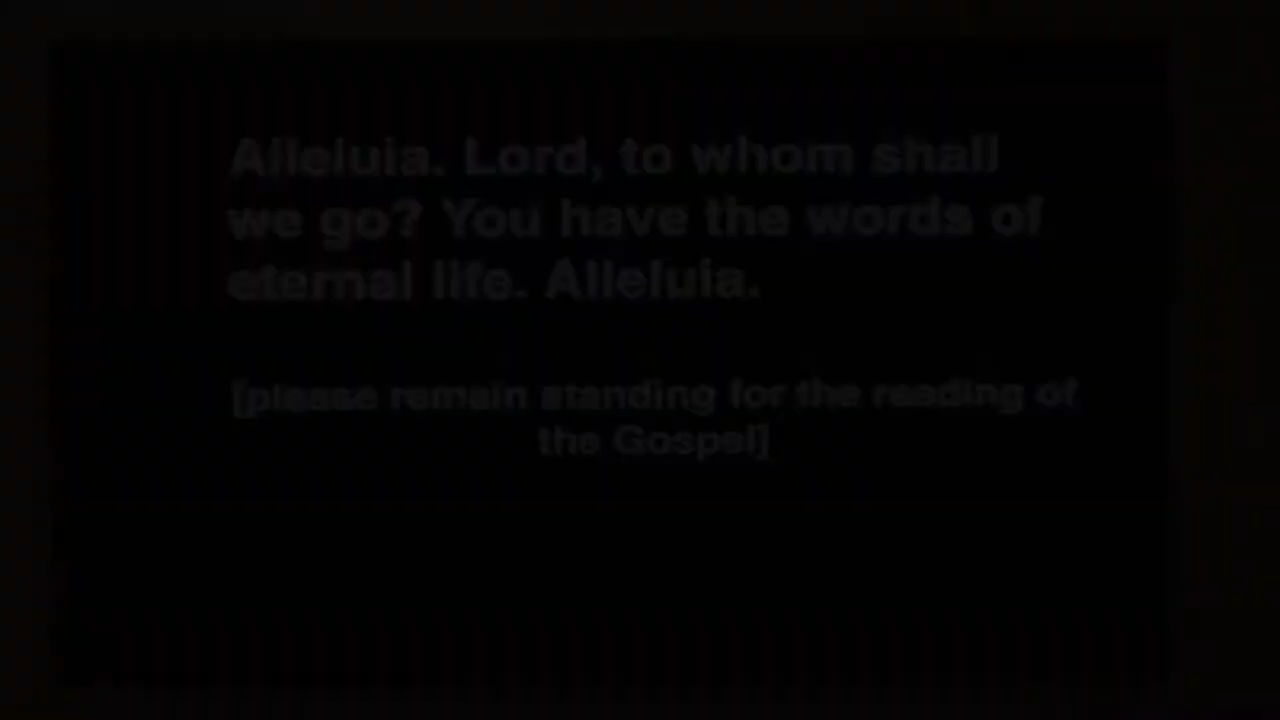 Alleluia. Lord, to whom shall
we go? You have the words of
eternal life. Alleluia.
[please remain standing for the reading of
the Gospel]